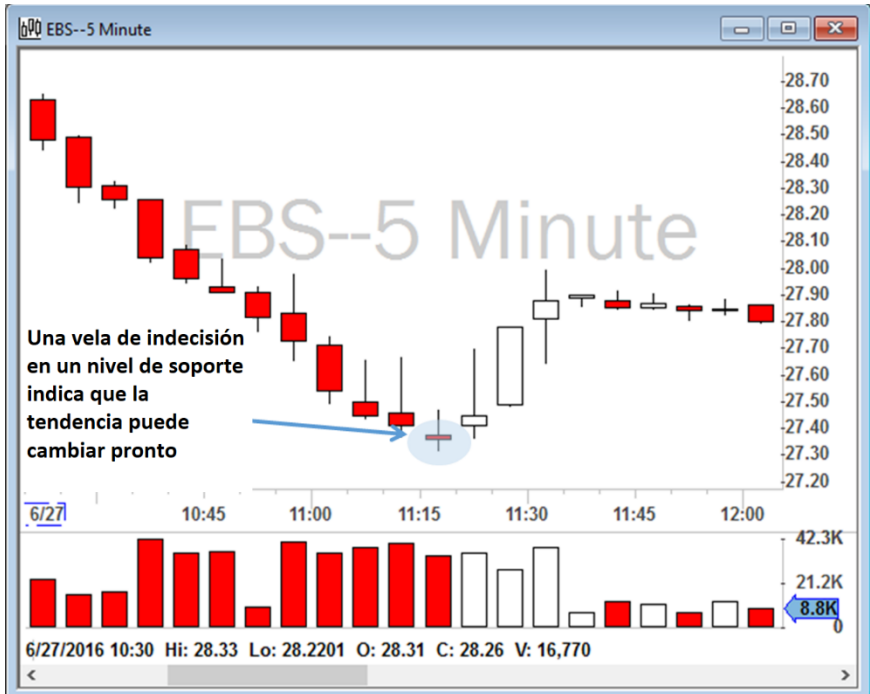 EBS--5 Minute
EBS--5 Minute
28.70
28.60
28.50
28.40
28.30
28.20
28.10
28.00
27.90
27.80
27.70
27.60
27.50
27.40
27.30
27.20
Una vela de indecisión
en un nivel de soporte
indica que la
tendencia puede
cambiar pronto
6/27 10:45 11:00 11:15 11:30 11:45 12:00
42.3K
21.2K
8.8K
0
6/27/2016 10:30 Hi: 28.33 Lo: 28.2201 O: 28.31 C: 28.26 V: 16,770